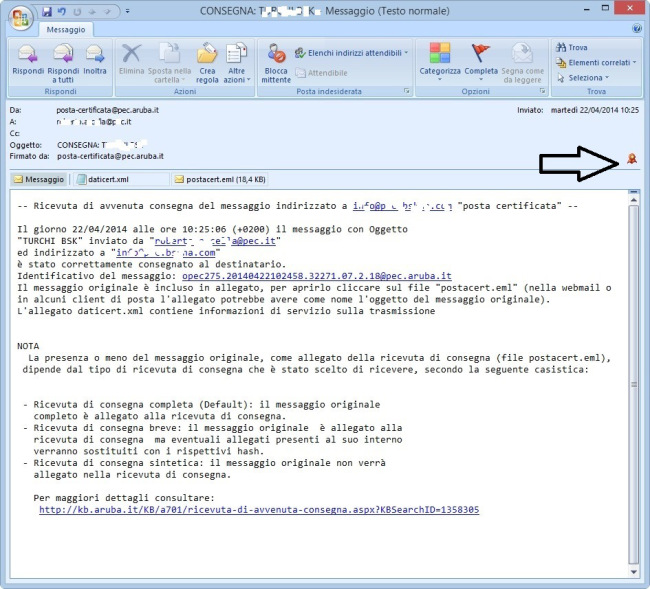 CONSEGNA: - Messaggio (Testo normale)
Messaggio
Rispondi Rispondi a tutti Inoltra
Rispondi
Elimina Sposta nella cartella Crea regola Altre azioni
Azioni
Blocca mittente Elenchi indirizzi attendibili
Attendibile
Posta indesiderata
Categorizza Completa Segna come da leggere
Opzioni
Trova
Elementi correlati
Seleziona
Trova
Da: posta-certificata@pec.aruba.it Inviato: martedì 22/04/2014 10:25
A:
Cc:
Oggetto: CONSEGNA:
Firmato da: posta-certificata@pec.aruba.it
Messaggio daticert.xml postacert.eml (18,4 KB)
-- Ricevuta di avvenuta consegna del messaggio indirizzato a "posta certificata" --
Il giorno 22/04/2014 alle ore 10:25:06 (+0200) il messaggio con Oggetto
"TURCHI BSK" inviato da
ed indirizzato a
è stato correttamente consegnato al destinatario.
Identificativo del messaggio: opec275.20140422102458.32271.07.2.18@pec.aruba.it
Il messaggio originale è incluso in allegato, per aprirlo cliccare sul file "postacert.eml" (nella webmail o
in alcuni client di posta l'allegato potrebbe avere come nome l'oggetto del messaggio originale).
L'allegato daticert.xml contiene informazioni di servizio sulla trasmissione
NOTA
La presenza o meno del messaggio originale, come allegato della ricevuta di consegna (file postacert.eml),
dipende dal tipo di ricevuta di consegna che è stato scelto di ricevere, secondo la seguente casistica:
- Ricevuta di consegna completa (Default): il messaggio originale
completo è allegato alla ricevuta di consegna.
- Ricevuta di consegna breve: il messaggio originale è allegato alla
ricevuta di consegna ma eventuali allegati presenti al suo interno
verranno sostituiti con i rispettivi hash.
- Ricevuta di consegna sintetica: il messaggio originale non verrà
allegato nella ricevuta di consegna.
Per maggiori dettagli consultare:
http://kb.aruba.it/KB/a701/ricevuta-di-avvenuta-consegna.aspx?KBSearchID=1358305